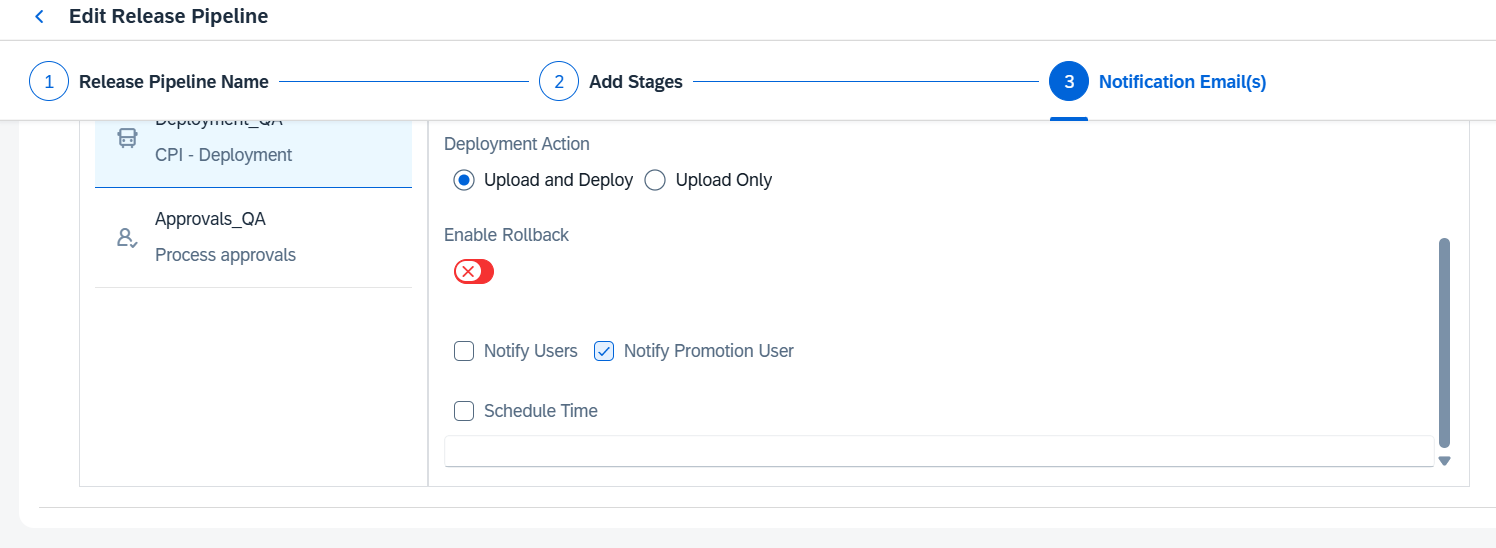 Edit Release Pipeline
1 Release Pipeline Name
2 Add Stages
3 Notification Email(s)
Deployment_QA
CPI - Deployment
Approvals_QA
Process approvals
Deployment Action
Upload and Deploy
Upload Only
Enable Rollback
Notify Users
Notify Promotion User
Schedule Time